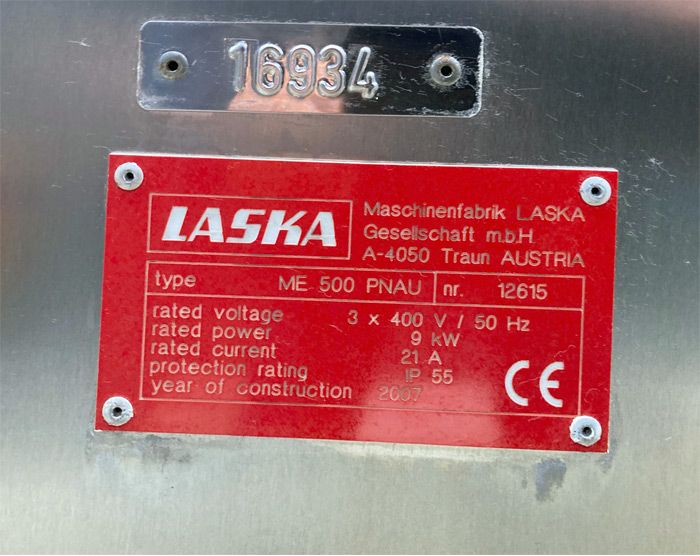 16934
LASKA
Maschinenfabrik LASKA
Gesellschaft m.b.H.
A-4050 Traun AUSTRIA
type ME 500 PNAU nr. 12615
rated voltage 3 x 400 V / 50 Hz
rated power 9 kW
rated current 21 A
protection rating IP 55
year of construction 2007
CE